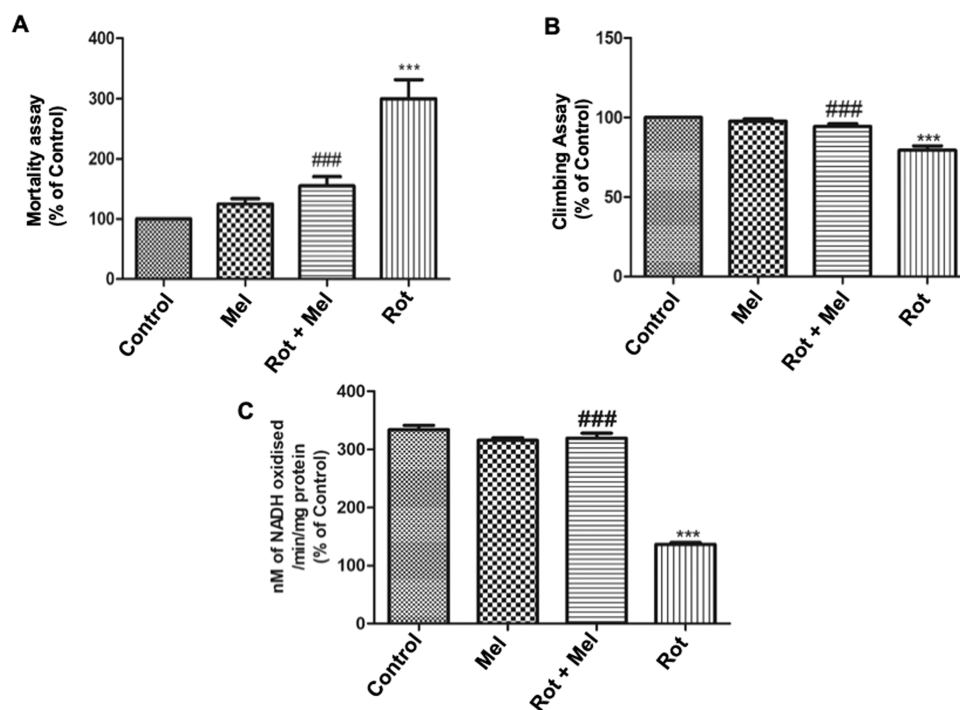 A
Mortality assay
(% of Control)
400
300
200
100
0
***
###
Control
Mel
Rot + Mel
Rot
B
Climbing Assay
(% of Control)
150
100
50
0
###
***
Control
Mel
Rot + Mel
Rot
C
nM of NADH oxidised
/min/mg protein
(% of Control)
400
300
200
100
0
###
***
Control
Mel
Rot + Mel
Rot